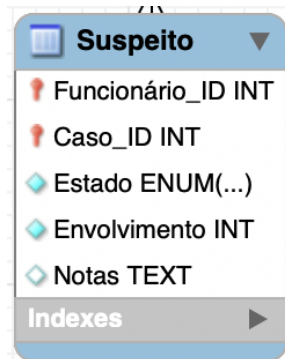 Suspeito
Funcionário_ID INT
Caso_ID INT
Estado ENUM(...)
Envolvimento INT
Notas TEXT
Indexes